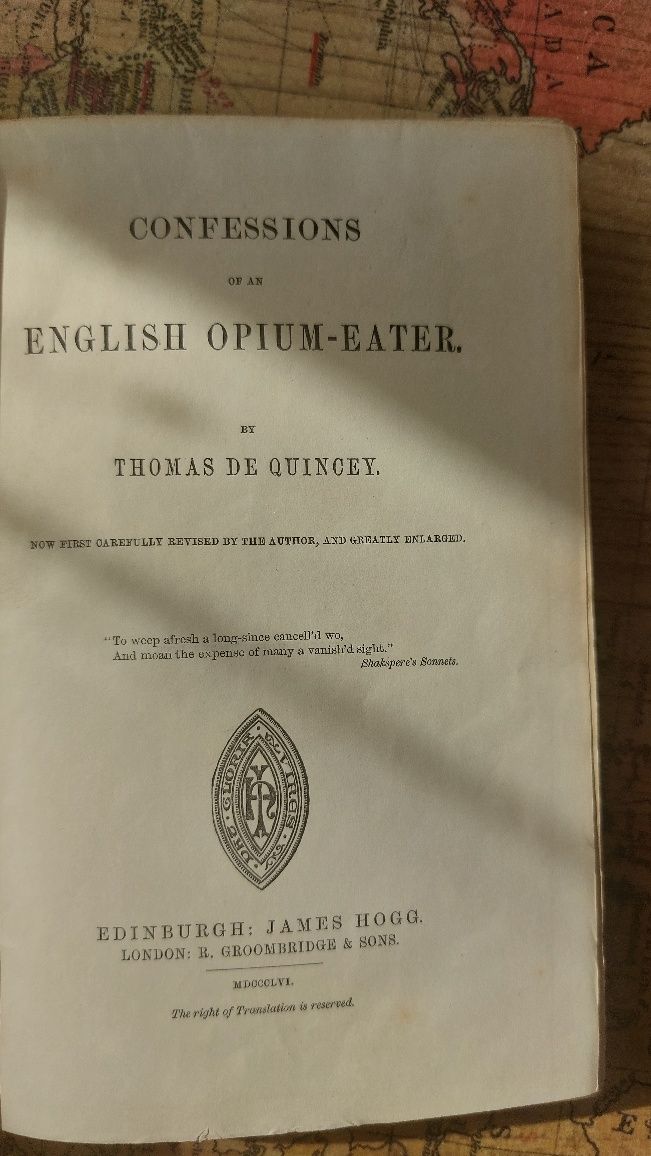 CONFESSIONS
OF AN
ENGLISH OPIUM-EATER.
BY
THOMAS DE QUINCEY.
NOW FIRST CAREFULLY REVISED BY THE AUTHOR, AND GREATLY ENLARGED.
"To weep afresh a long-since cancell'd wo,
And moan the expense of many a vanish'd sight."
Shakspere's Sonnets.
EDINBURGH: JAMES HOGG.
LONDON: R. GROOMBRIDGE & SONS.
MDCCCLVI.
The right of Translation is reserved.